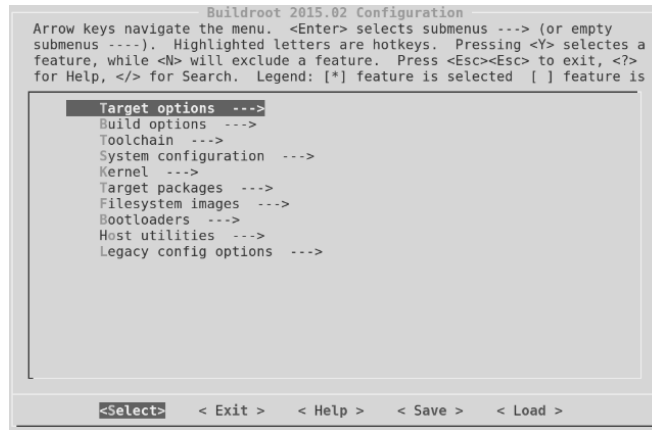 Buildroot 2015.02 Configuration
Arrow keys navigate the menu.  <Enter> selects submenus ---> (or empty
submenus ----).  Highlighted letters are hotkeys.  Pressing <Y> selectes a
feature, while <N> will exclude a feature.  Press <Esc><Esc> to exit, <?>
for Help, </> for Search.  Legend: [*] feature is selected  [ ] feature is
Target options  --->
Build options  --->
Toolchain  --->
System configuration  --->
Kernel  --->
Target packages  --->
Filesystem images  --->
Bootloaders  --->
Host utilities  --->
Legacy config options  --->
<Select>    < Exit >    < Help >    < Save >    < Load >